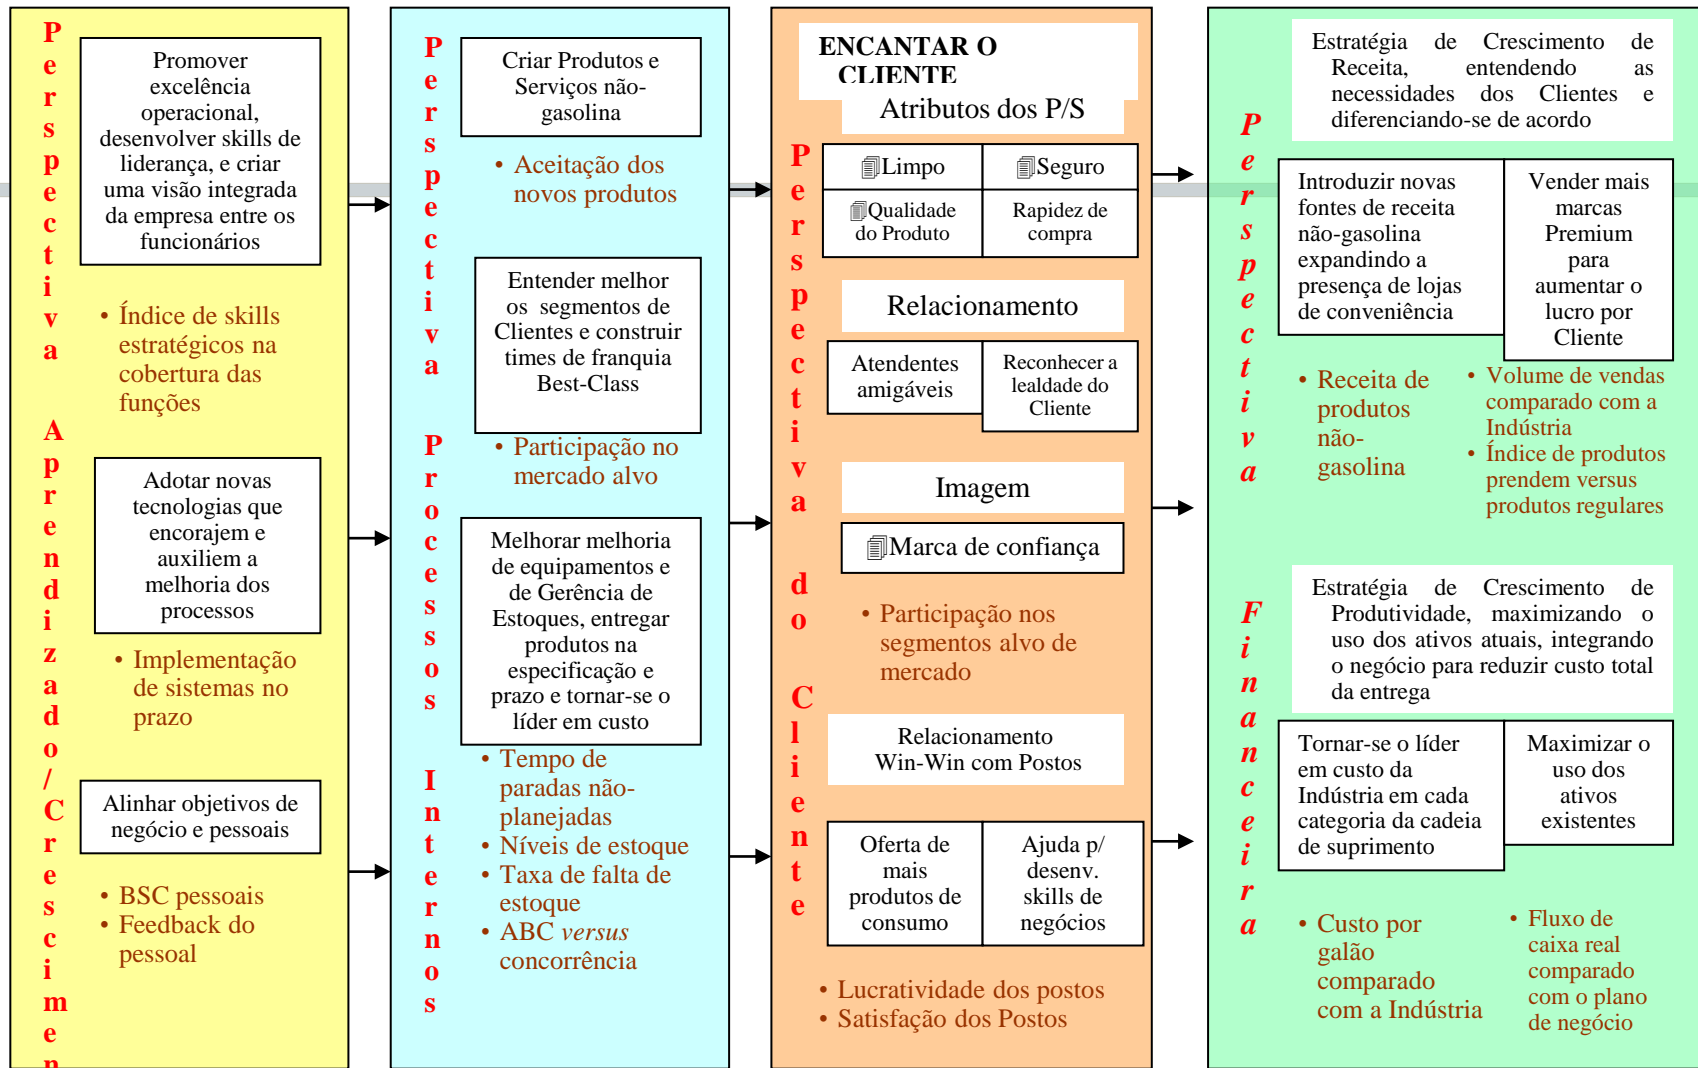 Perspectiva Aprendizado/Crescimen
Promover
excelência
operacional,
desenvolver skills de
liderança, e criar
uma visão integrada
da empresa entre os
funcionários
• Índice de skills
estratégicos na
cobertura das
funções
Adotar novas
tecnologias que
encorajem e
auxiliem a
melhoria dos
processos
• Implementação
de sistemas no
prazo
Alinhar objetivos de
negócio e pessoais
• BSC pessoais
• Feedback do
pessoal
Perspectiva Processos Internos
Criar Produtos e
Serviços não-
gasolina
• Aceitação dos
novos produtos
Entender melhor
os segmentos de
Clientes e construir
times de franquia
Best-Class
• Participação no
mercado alvo
Melhorar melhoria
de equipamentos e
de Gerência de
Estoques, entregar
produtos na
especificação e
prazo e tornar-se o
líder em custo
• Tempo de
paradas não-
planejadas
• Níveis de estoque
• Taxa de falta de
estoque
• ABC versus
concorrência
Perspectiva do Cliente
ENCANTAR O
CLIENTE
Atributos dos P/S
Limpo
Seguro
Qualidade
do Produto
Rapidez de
compra
Relacionamento
Atendentes
amigáveis
Reconhecer a
lealdade do
Cliente
Imagem
Marca de confiança
• Participação nos
segmentos alvo de
mercado
Relacionamento
Win-Win com Postos
Oferta de
mais
produtos de
consumo
Ajuda p/
desenv.
skills de
negócios
• Lucratividade dos postos
• Satisfação dos Postos
Perspectiva Financeira
Estratégia de Crescimento de
Receita, entendendo as
necessidades dos Clientes e
diferenciando-se de acordo
Introduzir novas
fontes de receita
não-gasolina
expandindo a
presença de lojas
de conveniência
Vender mais
marcas
Premium
para
aumentar o
lucro por
Cliente
• Receita de
produtos
não-
gasolina
• Volume de vendas
comparado com a
Indústria
• Índice de produtos
prendem versus
produtos regulares
Estratégia de Crescimento de
Produtividade, maximizando o
uso dos ativos atuais, integrando
o negócio para reduzir custo total
da entrega
Tornar-se o líder
em custo da
Indústria em cada
categoria da cadeia
de suprimento
Maximizar o
uso dos
ativos
existentes
• Custo por
galão
comparado
com a Indústria
• Fluxo de
caixa real
comparado
com o plano
de negócio